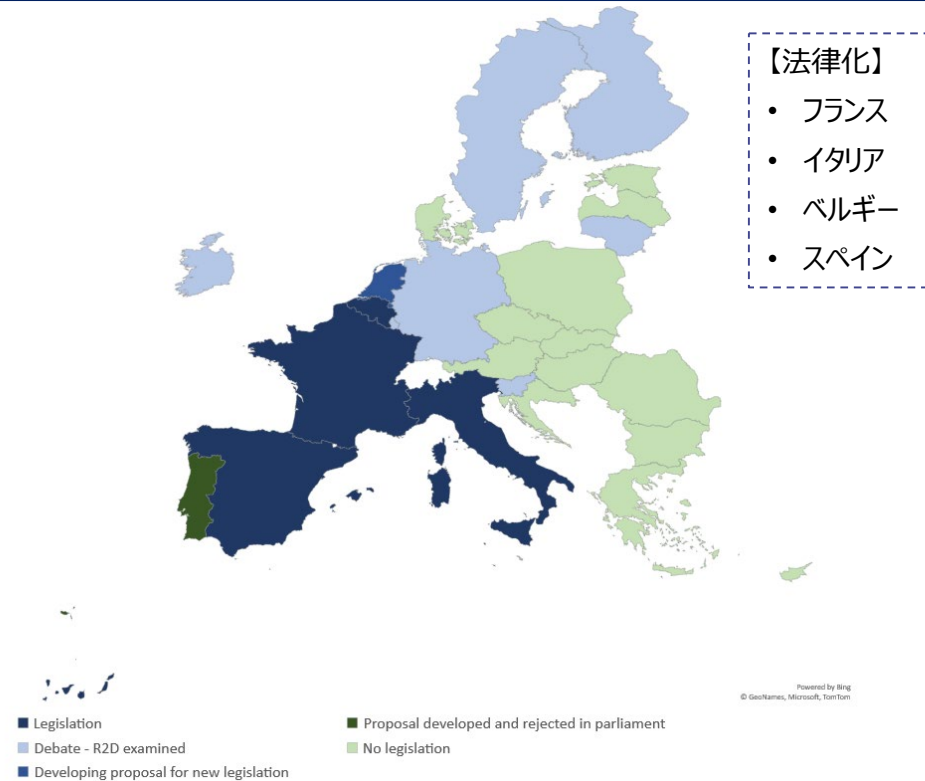 【法律化】
• フランス
• イタリア
• ベルギー
• スペイン
Powered by Bing
© GeoNames, Microsoft, TomTom
Legislation
Debate - R2D examined
Developing proposal for new legislation
Proposal developed and rejected in parliament
No legislation